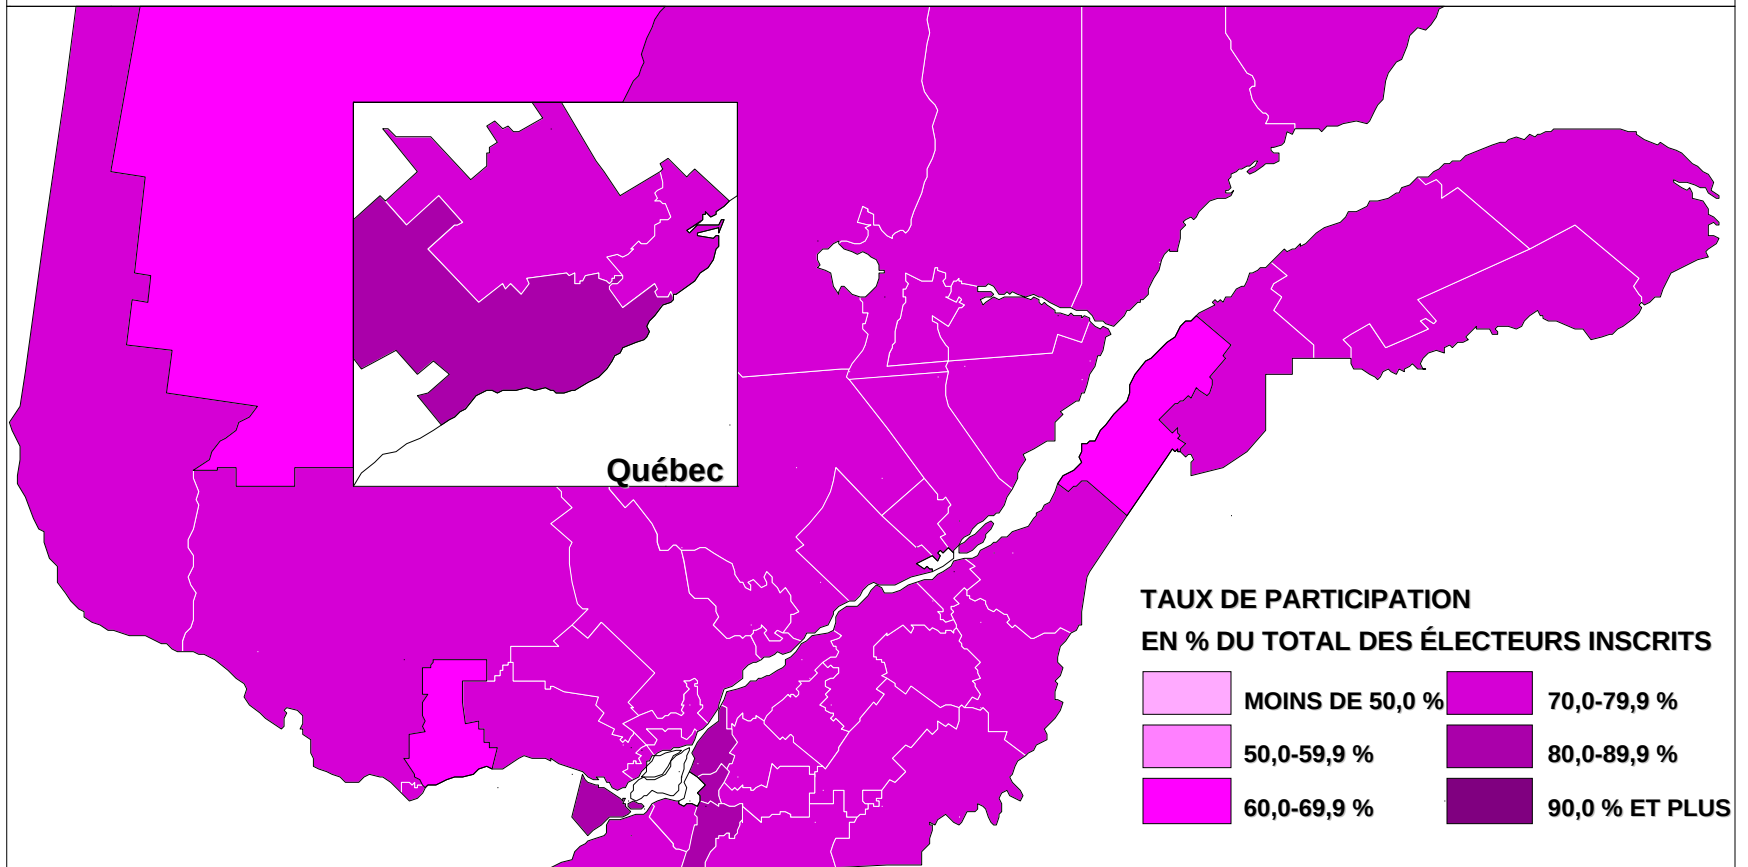 Québec
TAUX DE PARTICIPATION
EN % DU TOTAL DES ÉLECTEURS INSCRITS
MOINS DE 50,0 %
70,0-79,9 %
50,0-59,9 %
80,0-89,9 %
60,0-69,9 %
90,0 % ET PLUS